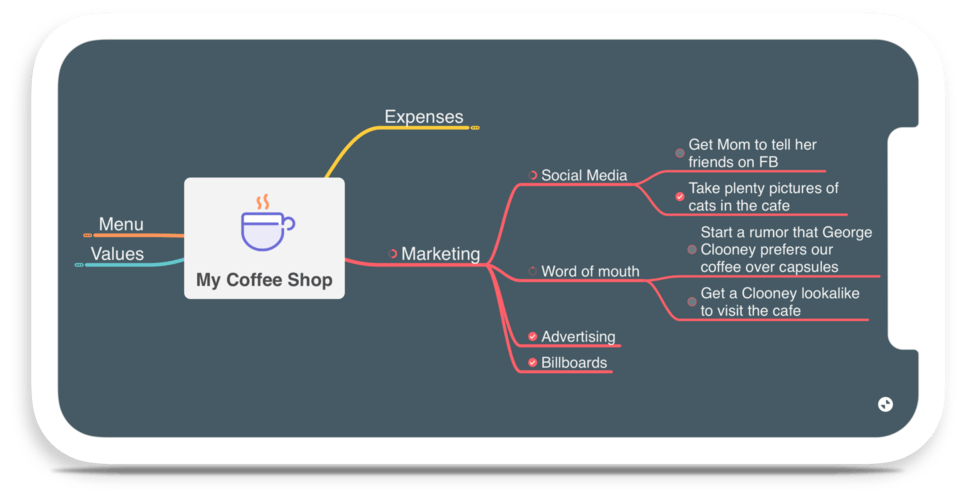 Expenses
Menu
Values
My Coffee Shop
Marketing
Social Media
Get Mom to tell her
friends on FB
Take plenty pictures of
cats in the cafe
Word of mouth
Start a rumor that George
Clooney prefers our
coffee over capsules
Get a Clooney lookalike
to visit the cafe
Advertising
Billboards